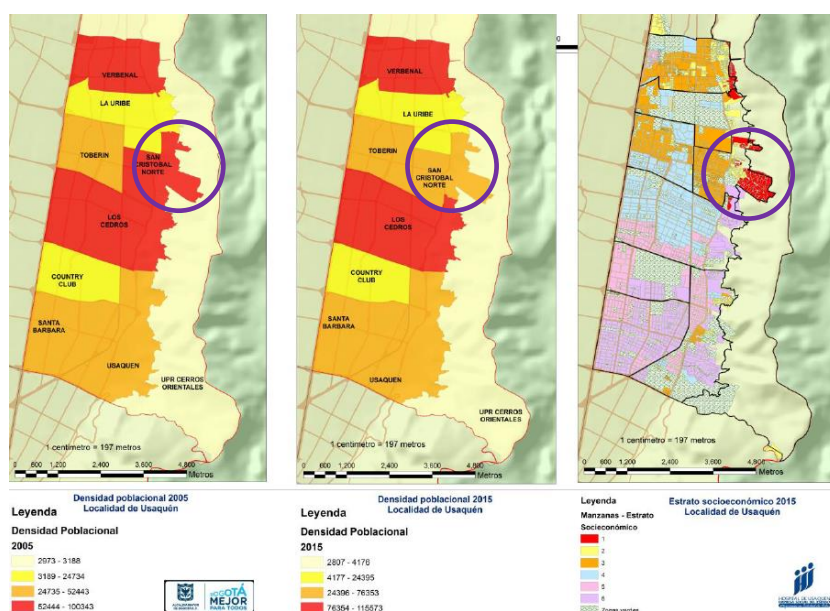 VERBENAL
LA URIBE
TOBERIN
SAN
CRISTOBAL
NORTE
LOS
CEDROS
COUNTRY
CLUB
SANTA
BARBARA
USAQUEN
UPR CERROS
ORIENTALES
1 centimetro = 197 metros
0 600 1,200 2,400 3,600 4,800
Metros
Densidad poblacional 2005
Localidad de Usaquén
Leyenda
Densidad Poblacional
2005
2973 - 3188
3189 - 24734
24735 - 52443
52444 - 100343
BOGOTÁ
MEJOR
PARA TODOS
VERBENAL
LA URIBE
TOBERIN
SAN
CRISTOBAL
NORTE
LOS
CEDROS
COUNTRY
CLUB
SANTA
BARBARA
USAQUEN
UPR CERROS
ORIENTALES
1 centimetro = 197 metros
0 600 1,200 2,400 3,600 4,800
Metros
Densidad poblacional 2015
Localidad de Usaquén
Leyenda
Densidad Poblacional
2015
2807 - 4176
4177 - 24395
24396 - 76353
76354 - 115573
1 centimetro = 197 metros
0 600 1,200 2,400 3,600 4,800
Metros
Estrato socioeconómico 2015
Localidad de Usaquén
Leyenda
Manzanas - Estrato
Socioeconómico
1
2
3
4
5
6
Zonas verdes
HOSPITAL DE USAQUÉN